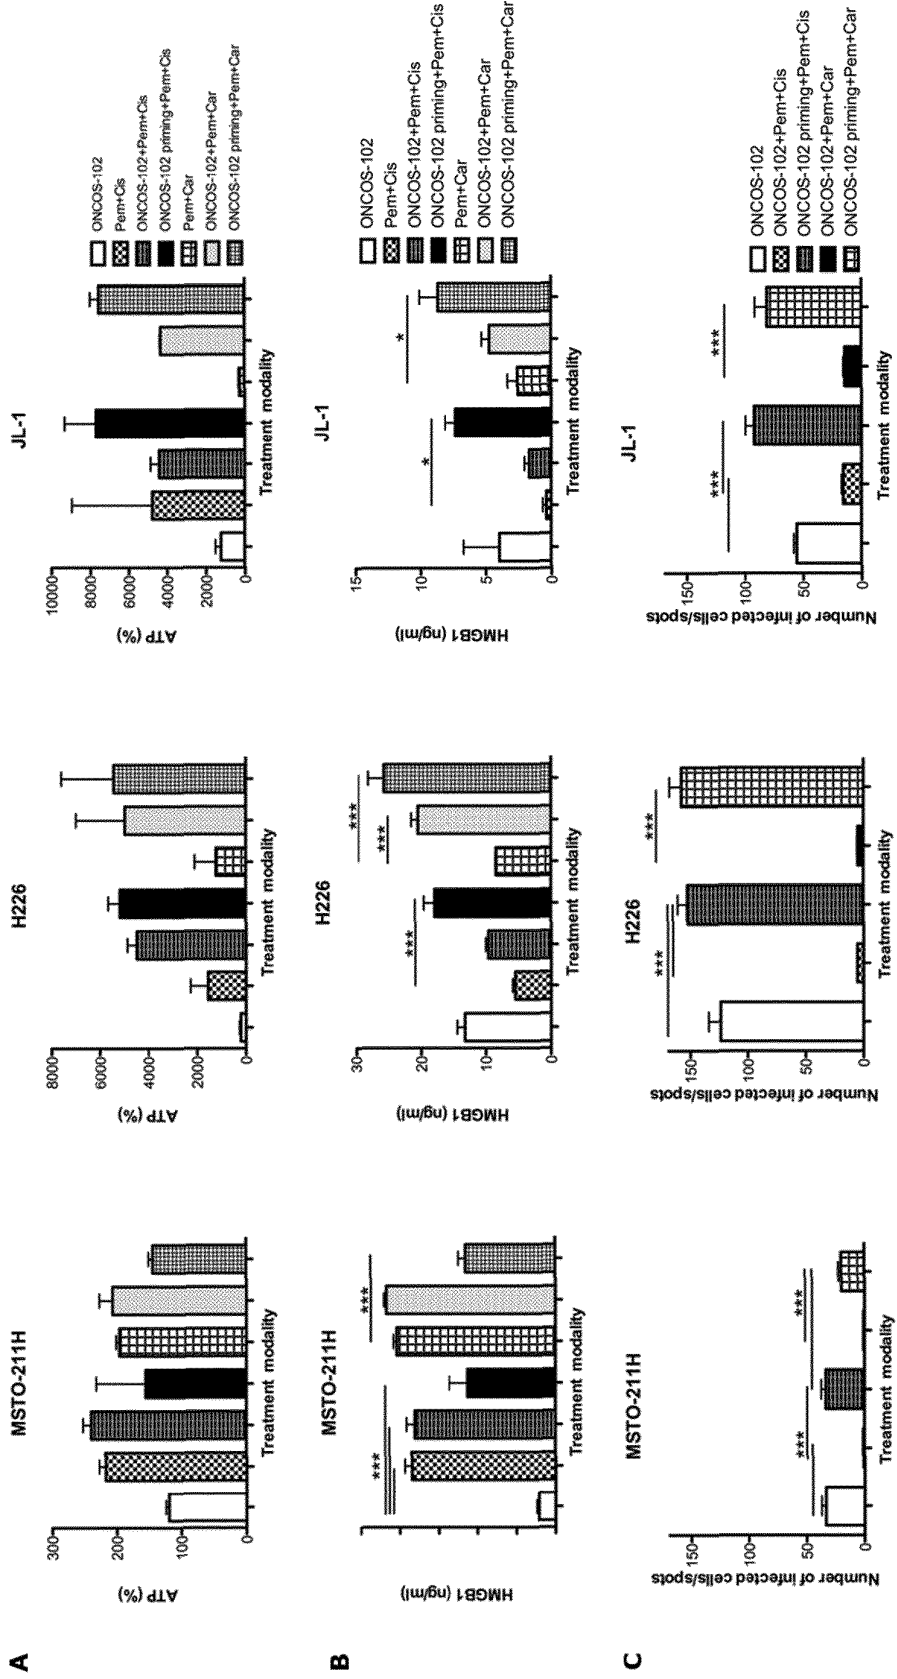 A
MSTO-211H
ATP (%)
300
200
100
0
Treatment modality
H226
ATP (%)
8000
6000
4000
2000
0
Treatment modality
JL-1
ATP (%)
10000
8000
6000
4000
2000
0
Treatment modality
ONCOS-102
Pem+Cis
ONCOS-102+Pem+Cis
ONCOS-102 priming+Pem+Cis
Pem+Car
ONCOS-102+Pem+Car
ONCOS-102 priming+Pem+Car
B
MSTO-211H
HMGB1 (ng/ml)
***
***
Treatment modality
H226
HMGB1 (ng/ml)
30
20
10
0
***
***
***
Treatment modality
JL-1
HMGB1 (ng/ml)
15
10
5
0
*
*
Treatment modality
ONCOS-102
Pem+Cis
ONCOS-102+Pem+Cis
ONCOS-102 priming+Pem+Cis
Pem+Car
ONCOS-102+Pem+Car
ONCOS-102 priming+Pem+Car
C
MSTO-211H
Number of infected cells/spots
150
100
50
0
***
***
Treatment modality
H226
Number of infected cells/spots
150
100
50
0
***
***
Treatment modality
JL-1
Number of infected cells/spots
150
100
50
0
***
***
Treatment modality
ONCOS-102
ONCOS-102+Pem+Cis
ONCOS-102 priming+Pem+Cis
ONCOS-102+Pem+Car
ONCOS-102 priming+Pem+Car